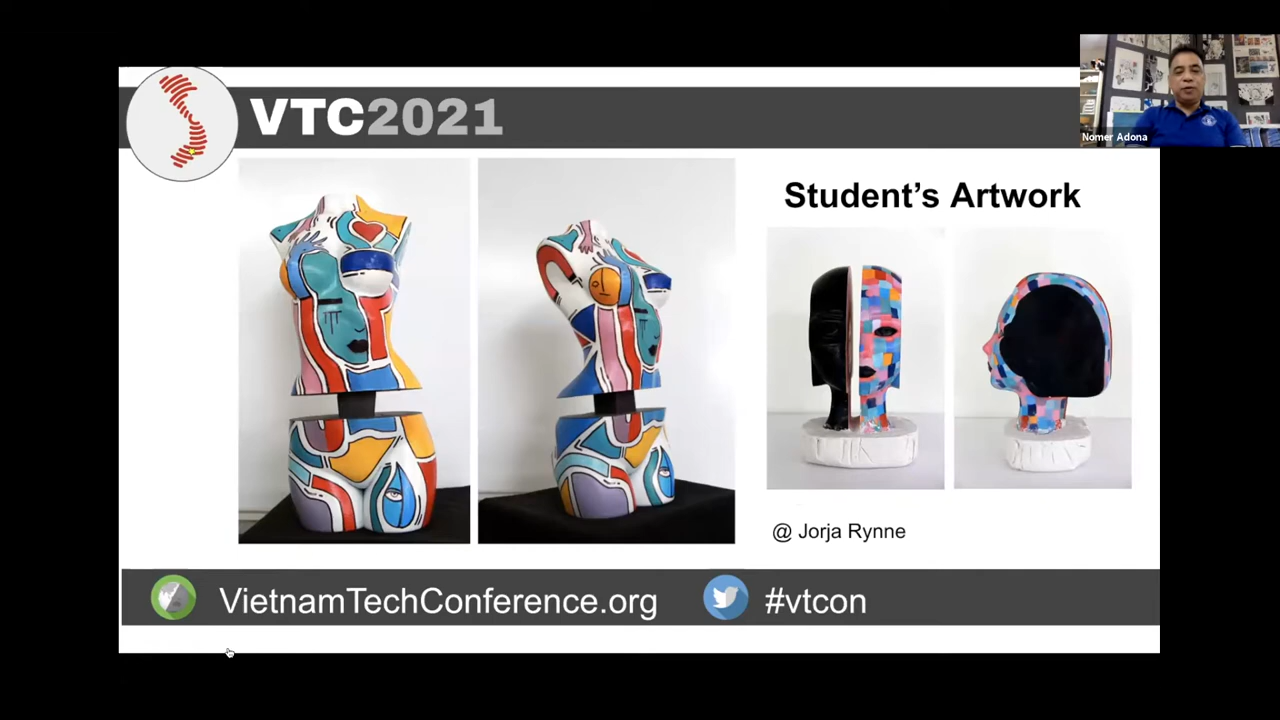 VTC2021
Nomer Adona
Student's Artwork
@ Jorja Rynne
VietnamTechConference.org
#vtcon